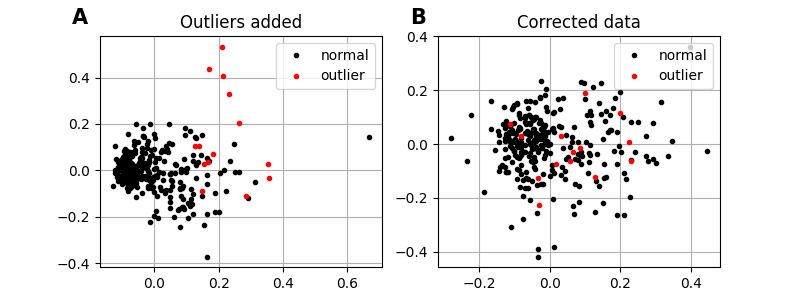 A
Outliers added
normal
outlier
0.4
0.2
0.0
−0.2
−0.4
0.0 0.2 0.4 0.6
B
Corrected data
normal
outlier
0.4
0.2
0.0
−0.2
−0.4
−0.2 0.0 0.2 0.4